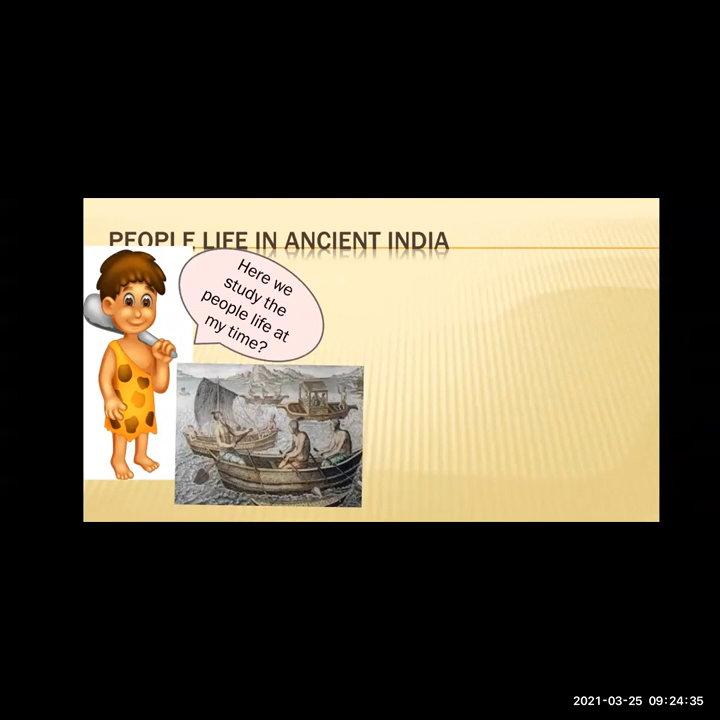 PEOPLE LIFE IN ANCIENT INDIA
Here we
study the
people life at
my time?
2021-03-25 09:24:35